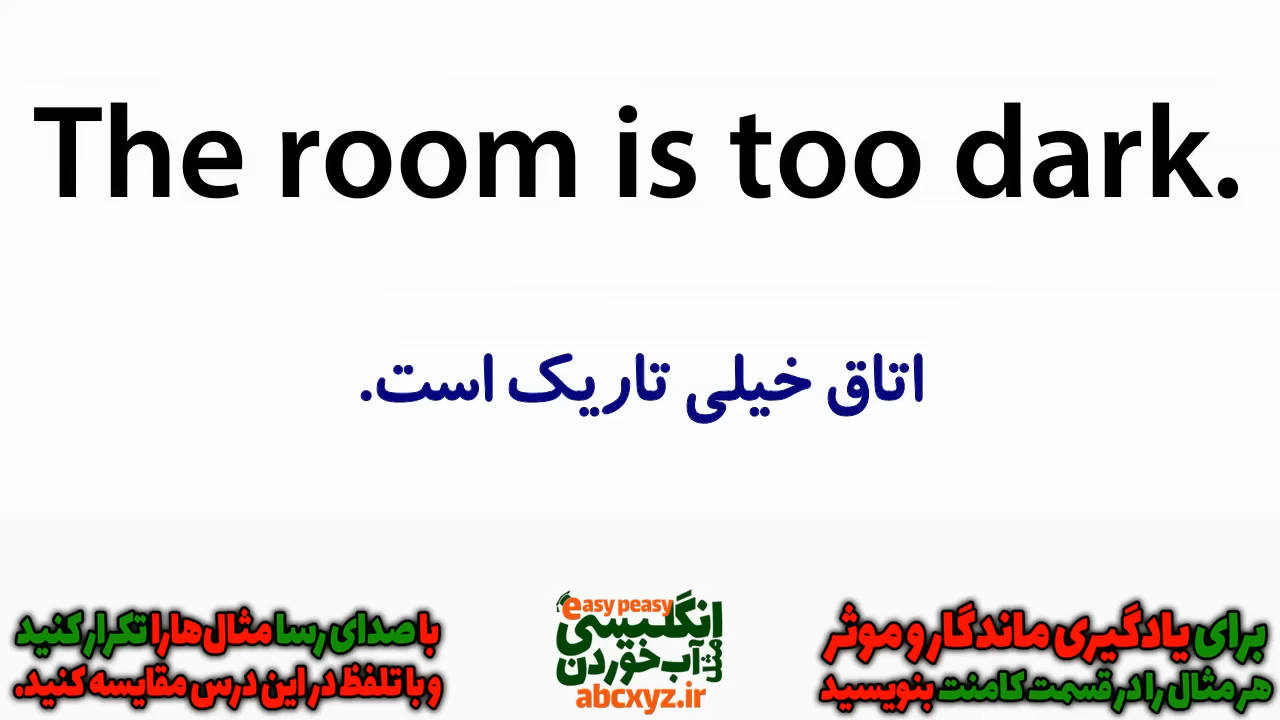 The room is too dark.
اتاق خیلی تاریک است.
برای یادگیری ماندگار و موثر
هر مثال را در قسمت کامنت بنویسید
easy peasy
انگلیسی
مثل آب خوردن
abcxyz.ir
با صدای رسا مثال‌ها را تکرار کنید
و با تلفظ در این درس مقایسه کنید.